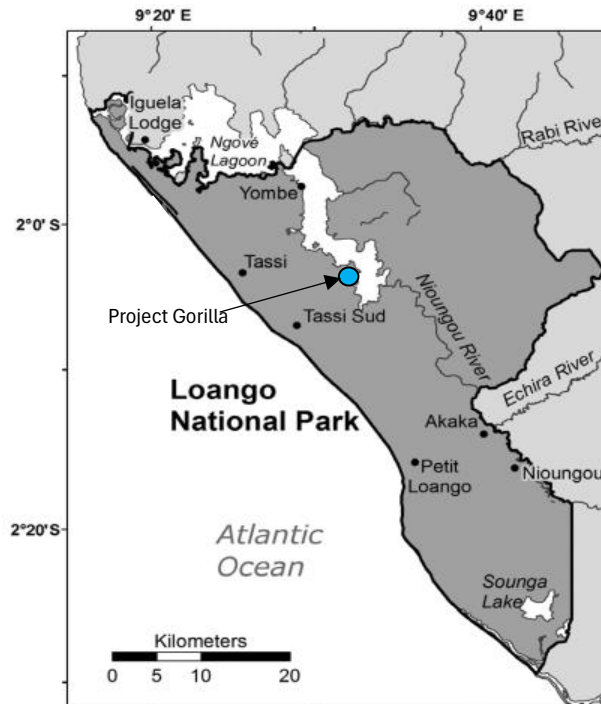 9°20' E
9°40' E
Iguela
Lodge
Ngové
Lagoon
Rabi River
Yombe
2°0'S
Tassi
Project Gorilla
Tassi Sud
Nioungou River
Echira River
Loango
National Park
Akaka
Petit
Loango
Nioungou
2°20'S
Atlantic
Ocean
Sounga
Lake
Kilometers
0 5 10 20